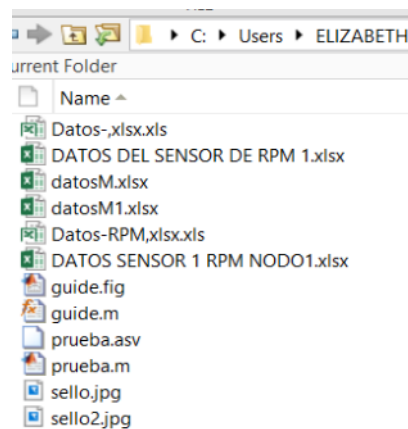 C: Users ELIZABETH
urrent Folder
Name
Datos-,xlsx.xls
DATOS DEL SENSOR DE RPM 1.xlsx
datosM.xlsx
datosM1.xlsx
Datos-RPM,xlsx.xls
DATOS SENSOR 1 RPM NODO1.xlsx
guide.fig
guide.m
prueba.asv
prueba.m
sello.jpg
sello2.jpg